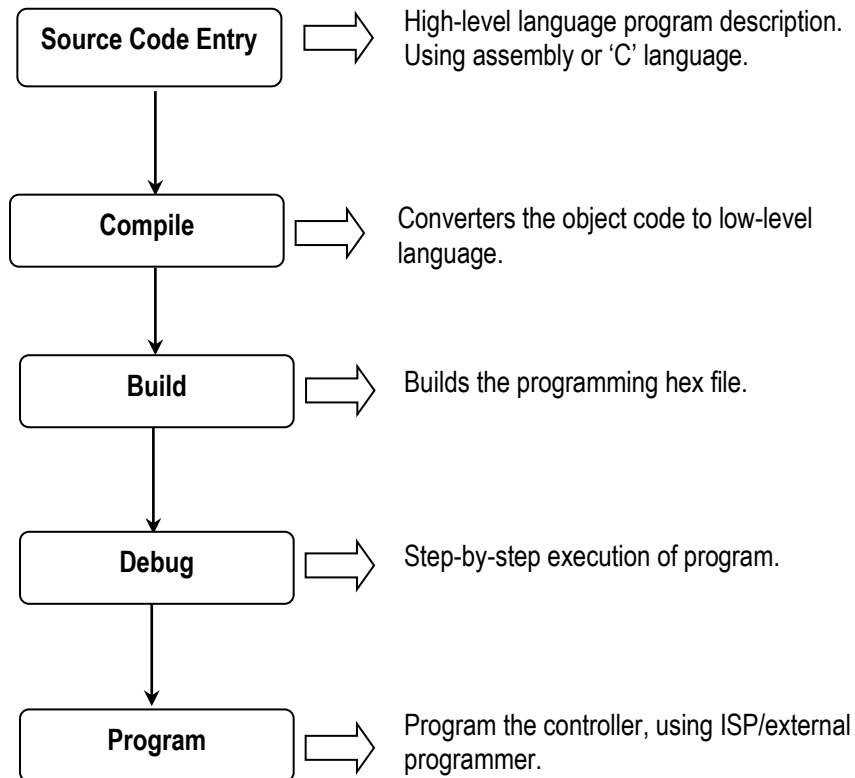 Source Code Entry
High-level language program description.
Using assembly or ‘C’ language.
Compile
Converters the object code to low-level
language.
Build
Builds the programming hex file.
Debug
Step-by-step execution of program.
Program
Program the controller, using ISP/external
programmer.